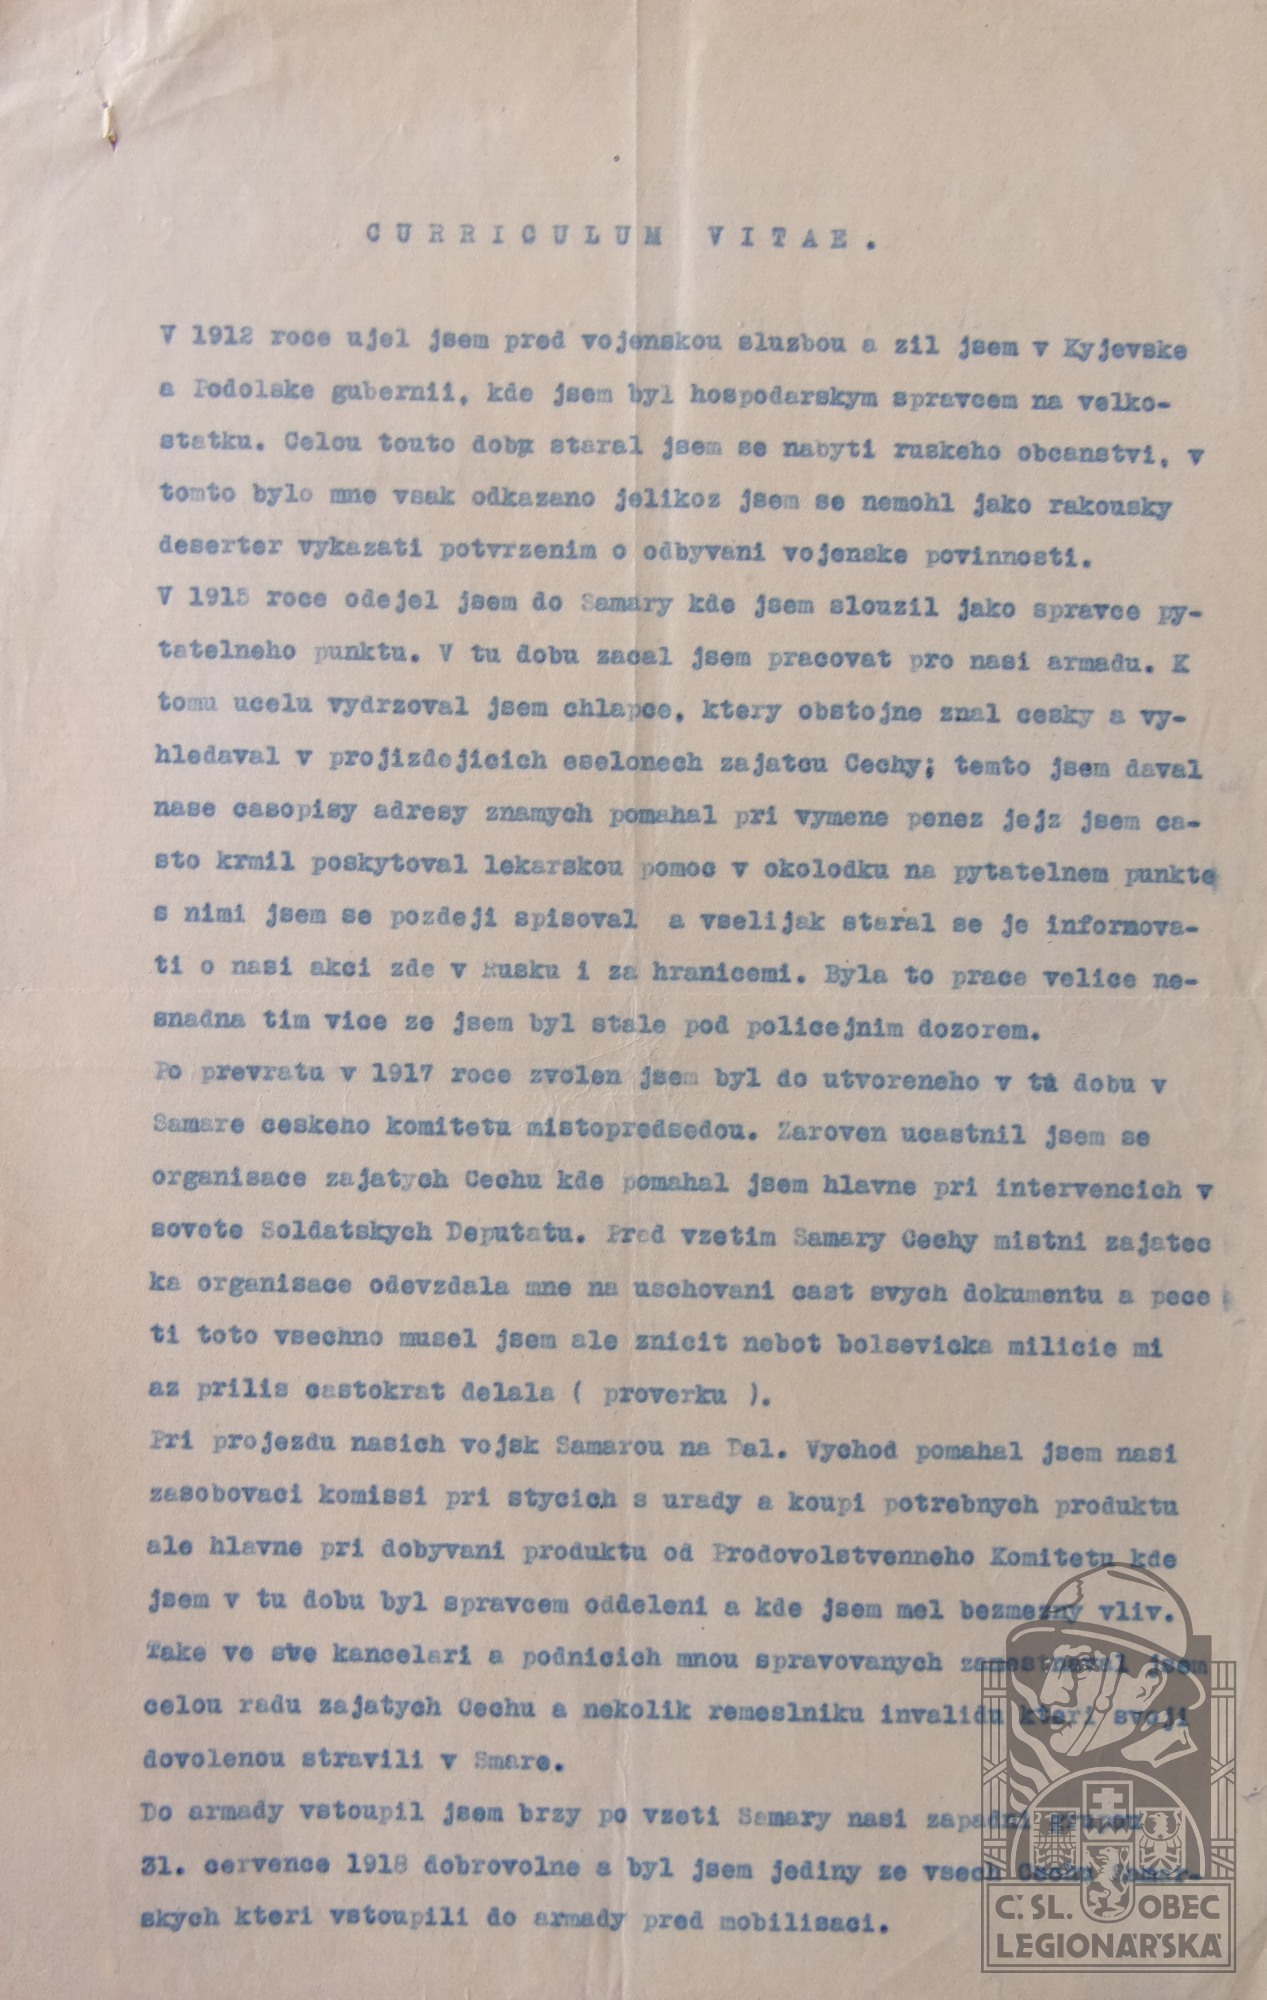 CURRICULUM VITAE.
V 1912 roce ujel jsem pred vojenskou sluzbou a zil jsem v Kyjevske
a Podolske gubernii, kde jsem byl hospodarskym spravcem na velko-
statku. Celou touto dobu staral jsem se nabyti ruskeho obcanstvi, v
tomto bylo mne vsak odkazano jelikoz jsem se nemohl jako rakousky
deserter vykazati potvrzenim o odbyvani vojenske povinnosti.
V 1915 roce odejel jsem do Samary kde jsem slouzil jako spravce py-
tatelneho punktu. V tu dobu zacal jsem pracovat pro nasi armadu. K
tomu ucelu vydrzoval jsem chlapce, ktery obstojne znal cesky a vy-
hledaval v projizdejicich eselonech zajatcu Cechy; temto jsem daval
nase casopisy adresy znamych pomahal pri vymene penez jejz jsem ca-
sto krmil poskytoval lekarskou pomoc v okolodku na pytatelnem punkte
s nimi jsem se pozdeji spisoval a vselijak staral se je informova-
ti o nasi akci zde v Rusku i za hranicemi. Byla to prace velice ne-
snadna tim vice ze jsem byl stale pod policejnim dozorem.
Po prevratu v 1917 roce zvolen jsem byl do utvoreneho v tu dobu v
Samare ceskeho komitetu mistopredsedou. Zaroven ucastnil jsem se
organisace zajatych Cechu kde pomahal jsem hlavne pri intervencich v
sovete Soldatskych Deputatu. Pred vzetim Samary Cechy mistni zajatec
ka organisace odevzdala mne na uschovani cast svych dokumentu a pece
ti toto vsechno musel jsem ale znicit nebot bolsevicka milicie mi
az prilis castokrat delala ( proverku ).
Pri projezdu nasich vojsk Samarou na Dal. Vychod pomahal jsem nasi
zasobovaci komissi pri stycich s urady a koupi potrebnych produktu
ale hlavne pri dobyvani produktu od Prodovolstvenneho Komitetu kde
jsem v tu dobu byl spravcem oddeleni a kde jsem mel bezmezny vliv.
Take ve sve kancelari a podnicich mnou spravovanych zamestnaval jsem
celou radu zajatych Cechu a nekolik remeslniku invalidu kteri svoji
dovolenou stravili v Smare.
Do armady vstoupil jsem brzy po vzeti Samary nasi zapadni grupou
31. cervence 1918 dobrovolne a byl jsem jediny ze vsech Cechu Samar-
skych kteri vstoupili do armady pred mobilisaci.
Č. SL. OBEC
LEGIONÁŘSKÁ